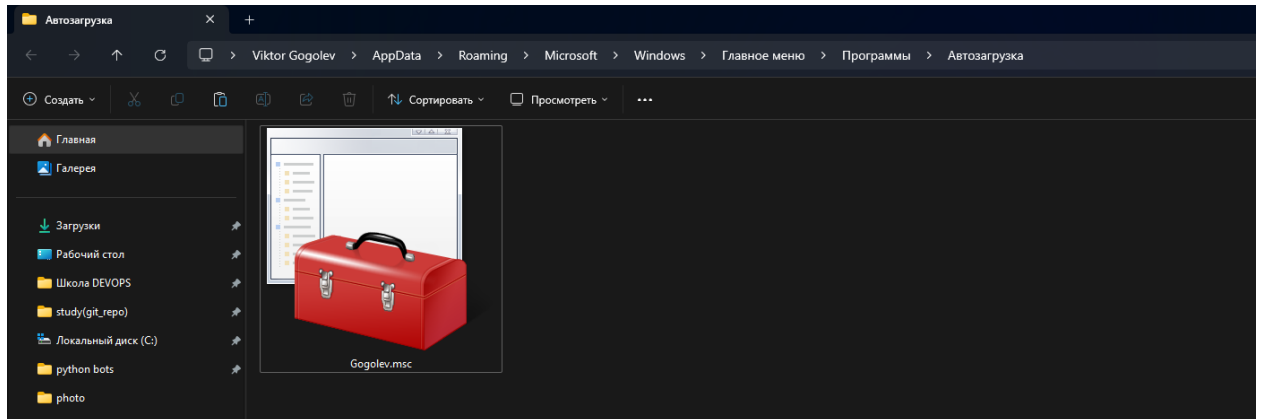 Автозагрузка
Viktor Gogolev > AppData > Roaming > Microsoft > Windows > Главное меню > Программы > Автозагрузка
Создать Сортировать Просмотреть
Главная
Галерея
Загрузки
Рабочий стол
Школа DEVOPS
study(git_repo)
Локальный диск (C:)
python bots
photo
Gogolev.msc